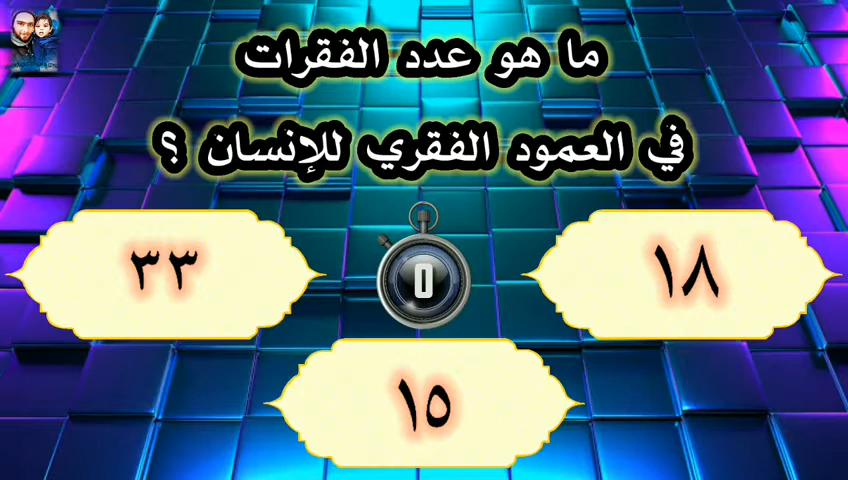 ما هو عدد الفقرات
في العمود الفقري للإنسان ؟
١٨
٣٣
0
١٥